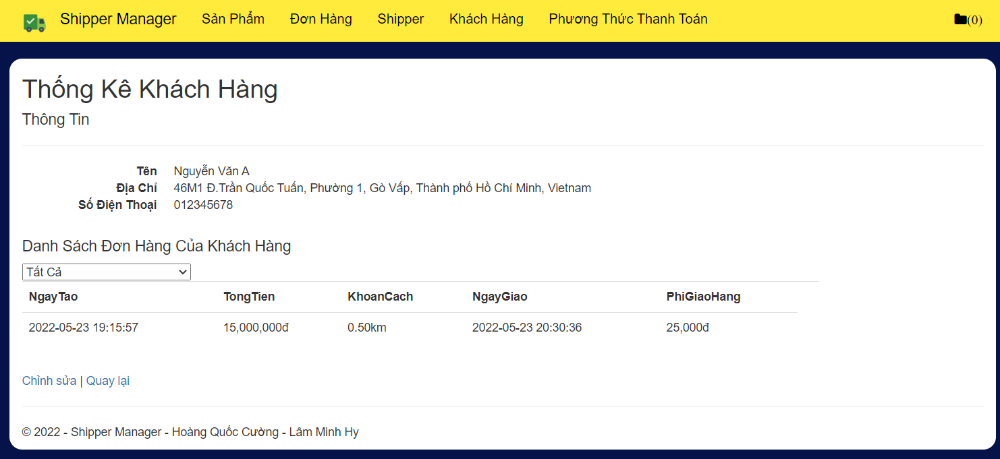 Shipper Manager Sản Phẩm Đơn Hàng Shipper Khách Hàng Phương Thức Thanh Toán (0)
Thống Kê Khách Hàng
Thông Tin
Tên Nguyễn Văn A
Địa Chỉ 46M1 Đ.Trần Quốc Tuấn, Phường 1, Gò Vấp, Thành phố Hồ Chí Minh, Vietnam
Số Điện Thoại 012345678
Danh Sách Đơn Hàng Của Khách Hàng
Tất Cả
NgayTao TongTien KhoanCach NgayGiao PhiGiaoHang
2022-05-23 19:15:57 15,000,000đ 0.50km 2022-05-23 20:30:36 25,000đ
Chỉnh sửa | Quay lại
© 2022 - Shipper Manager - Hoàng Quốc Cường - Lâm Minh Hy